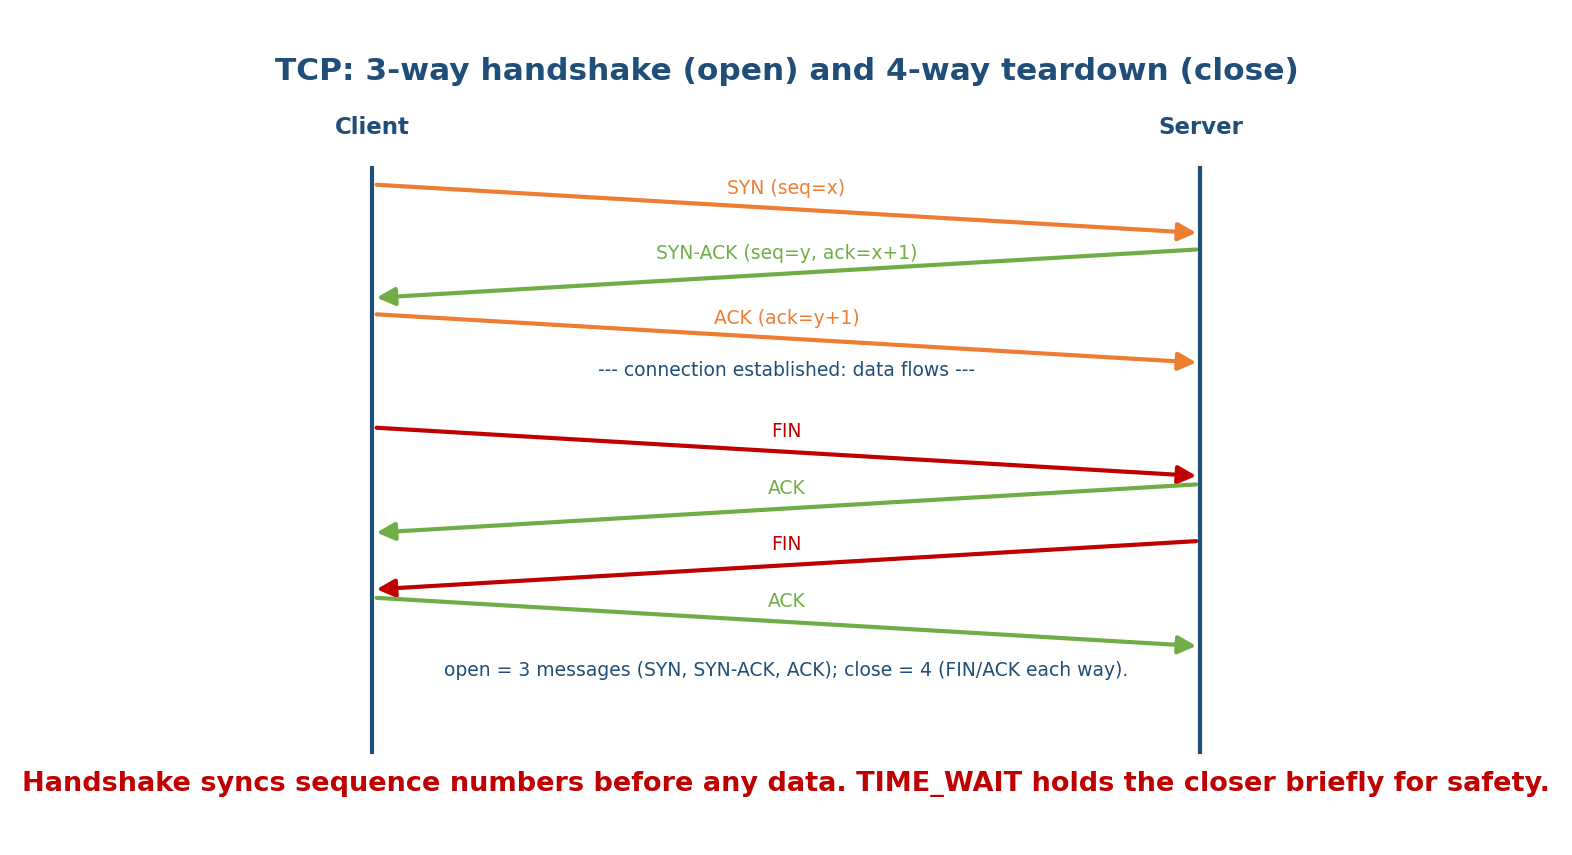 TCP: 3-way handshake (open) and 4-way teardown (close)
Client
Server
SYN (seq=x)
SYN-ACK (seq=y, ack=x+1)
ACK (ack=y+1)
--- connection established: data flows ---
FIN
ACK
FIN
ACK
open = 3 messages (SYN, SYN-ACK, ACK); close = 4 (FIN/ACK each way).
Handshake syncs sequence numbers before any data. TIME_WAIT holds the closer briefly for safety.